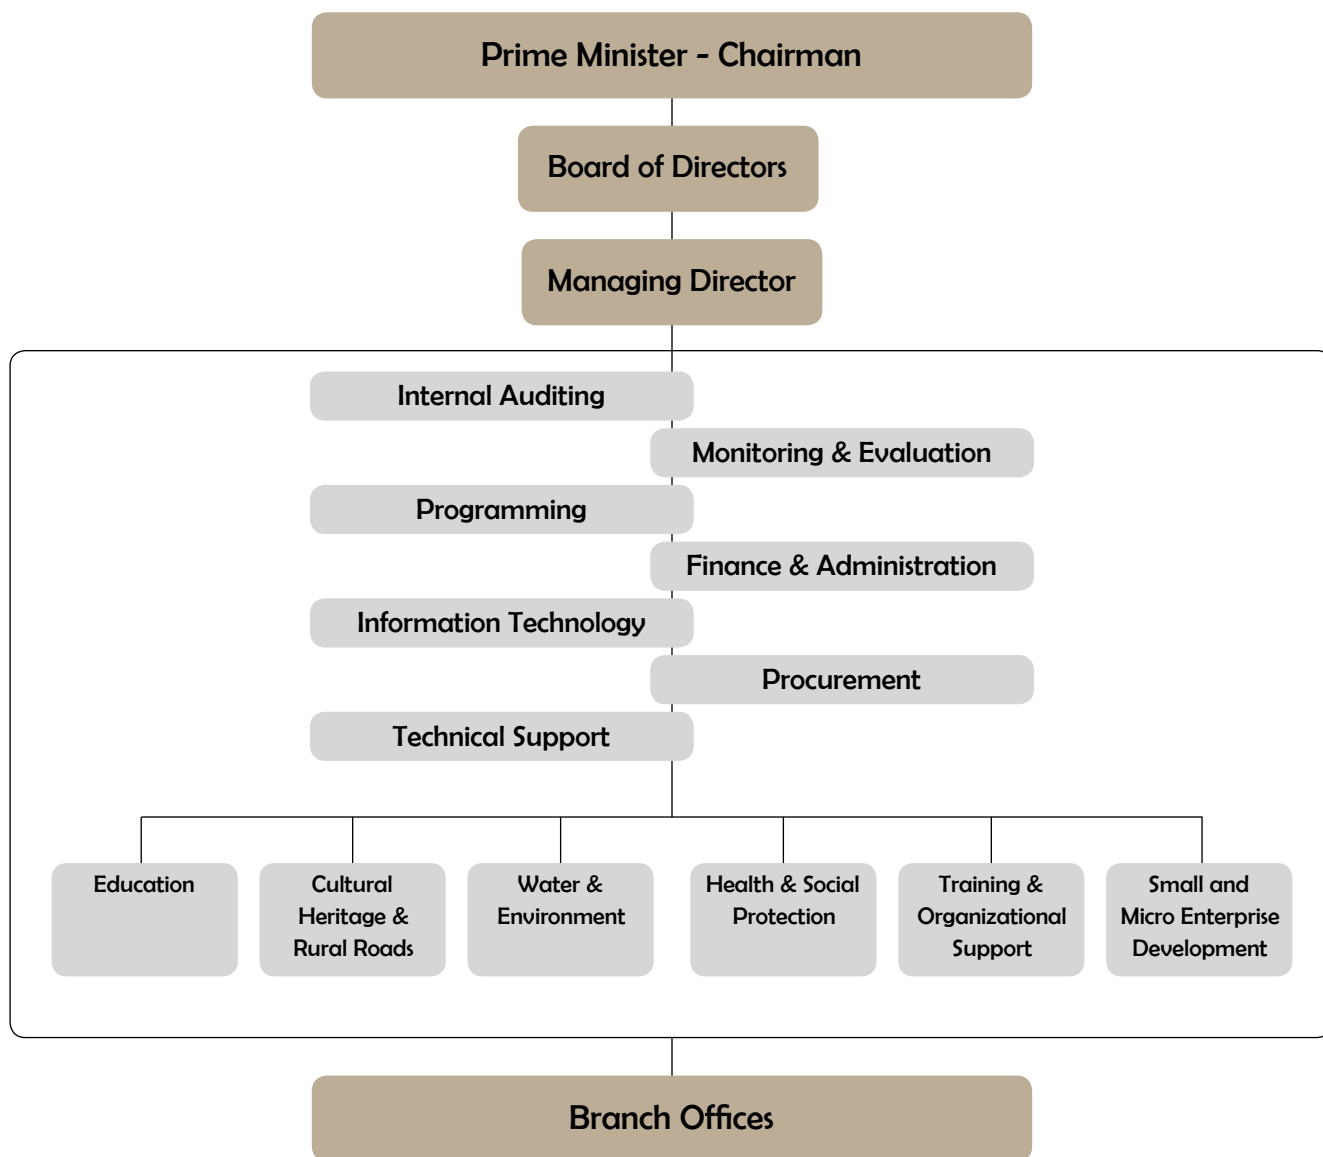 Prime Minister - Chairman
Board of Directors
Managing Director
Internal Auditing
Monitoring & Evaluation
Programming
Finance & Administration
Information Technology
Procurement
Technical Support
Education
Cultural
Heritage &
Rural Roads
Water &
Environment
Health & Social
Protection
Training &
Organizational
Support
Small and
Micro Enterprise
Development
Branch Offices